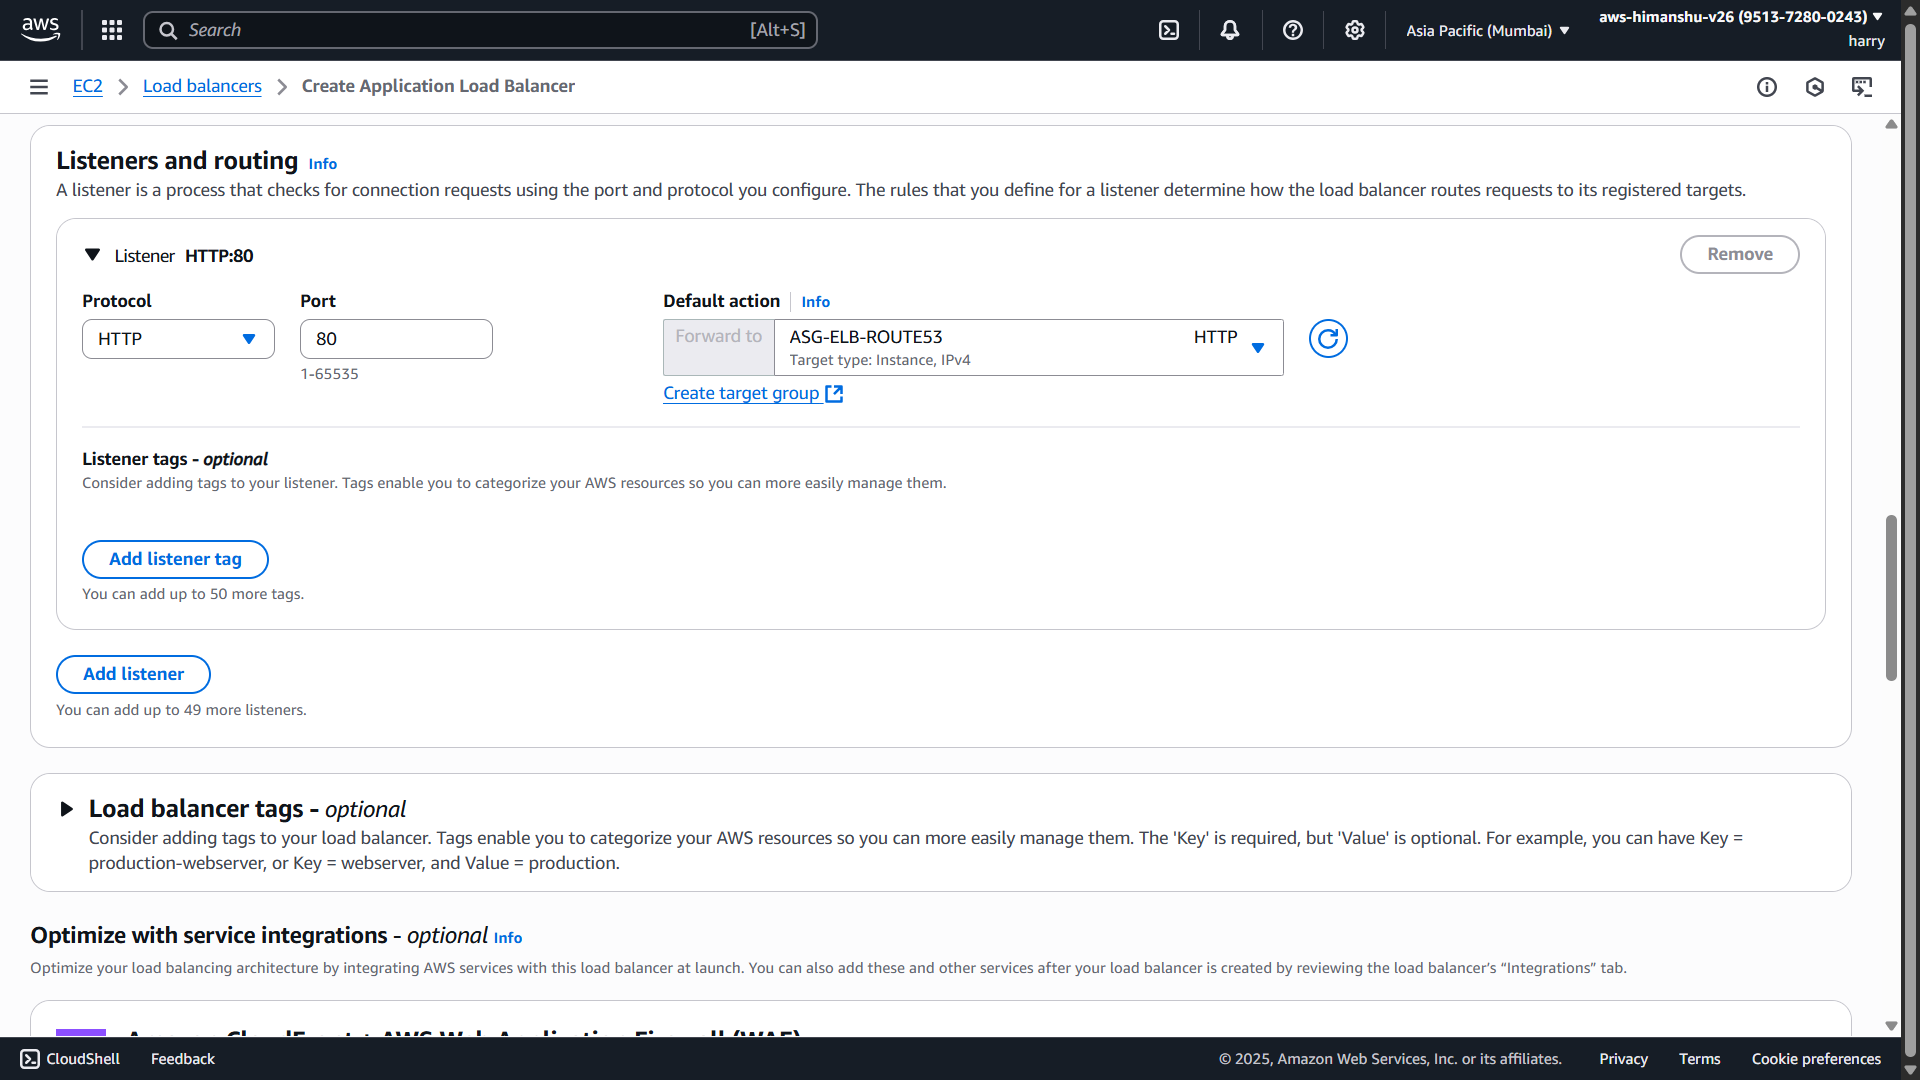 aws
Search [Alt+S]
Asia Pacific (Mumbai)
aws-himanshu-v26 (9513-7280-0243)
harry
EC2 Load balancers Create Application Load Balancer
Listeners and routing Info
A listener is a process that checks for connection requests using the port and protocol you configure. The rules that you define for a listener determine how the load balancer routes requests to its registered targets.
Listener HTTP:80
Remove
Protocol Port Default action Info
HTTP 80 Forward to ASG-ELB-ROUTE53 HTTP
Target type: Instance, IPv4
1-65535
Create target group
Listener tags - optional
Consider adding tags to your listener. Tags enable you to categorize your AWS resources so you can more easily manage them.
Add listener tag
You can add up to 50 more tags.
Add listener
You can add up to 49 more listeners.
Load balancer tags - optional
Consider adding tags to your load balancer. Tags enable you to categorize your AWS resources so you can more easily manage them. The 'Key' is required, but 'Value' is optional. For example, you can have Key =
production-webserver, or Key = webserver, and Value = production.
Optimize with service integrations - optional Info
Optimize your load balancing architecture by integrating AWS services with this load balancer at launch. You can also add these and other services after your load balancer is created by reviewing the load balancer's “Integrations” tab.
Amazon CloudFront + AWS Web Application Firewall (WAF)
CloudShell Feedback © 2025, Amazon Web Services, Inc. or its affiliates. Privacy Terms Cookie preferences